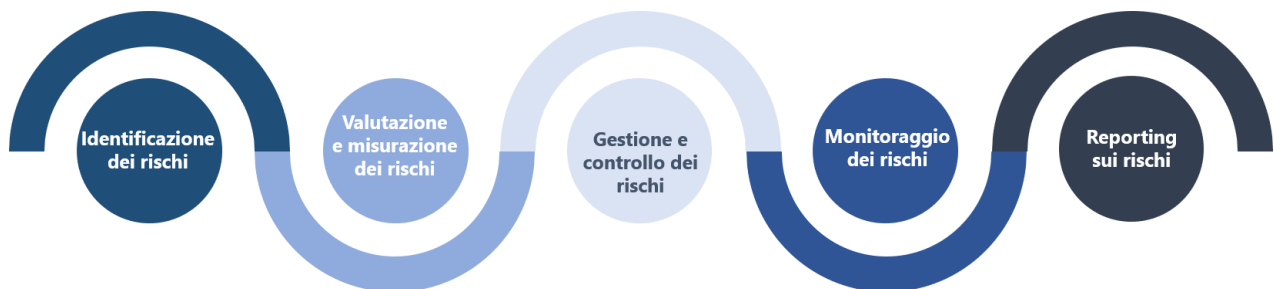 Identificazione
dei rischi
Valutazione
e misurazione
dei rischi
Gestione e
controllo dei
rischi
Monitoraggio
dei rischi
Reporting
sui rischi